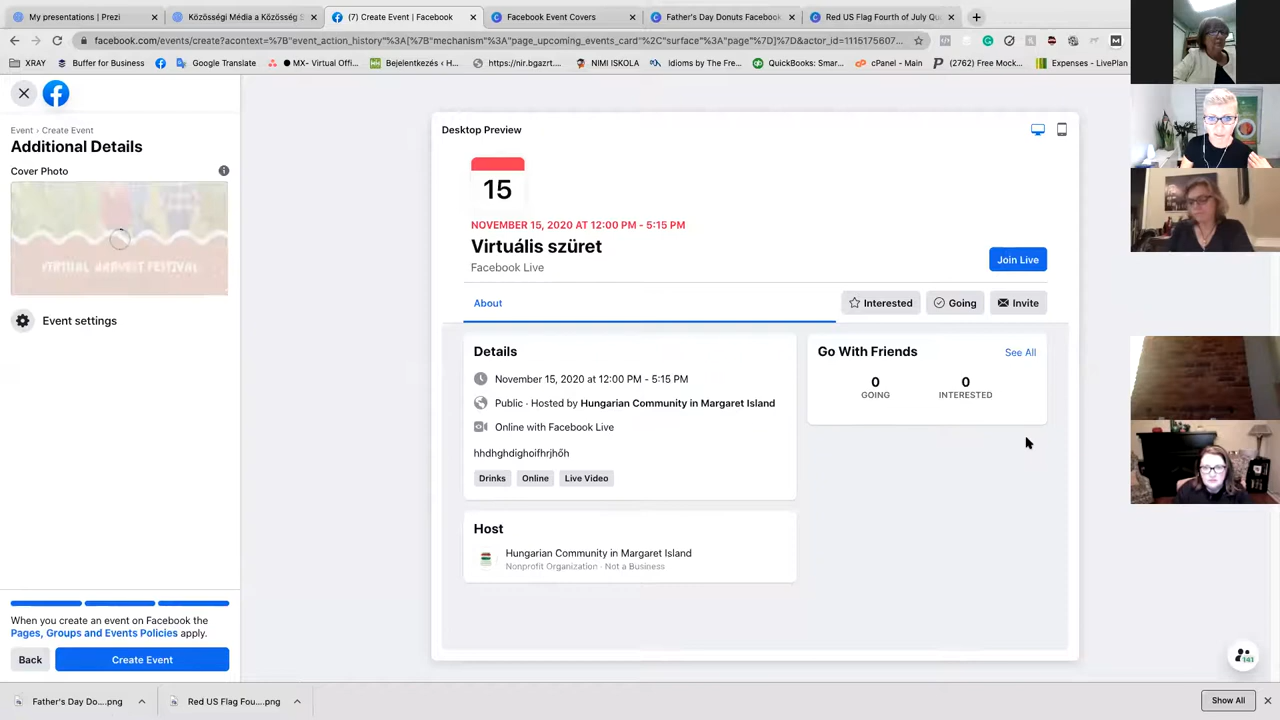 My presentations | Prezi
Közösségi Média a Közösség S
(7) Create Event | Facebook
Facebook Event Covers
Father's Day Donuts Facebook
Red US Flag Fourth of July Qu
facebook.com/events/create?acontext=%7B"event_action_history"%3A[%7B"mechanism"%3A"page_upcoming_events_card"%2C"surface"%3A"page"%7D]%7D&actor_id=1115175607...
XRAY
Buffer for Business
Google Translate
MX- Virtual Offi...
Bejelentkezés ‹ H...
https://nir.bgazrt....
NIMI ISKOLA
Idioms by The Fre...
QuickBooks: Smar...
cPanel - Main
(2762) Free Mock...
Expenses - LivePlan
Event › Create Event
Additional Details
Cover Photo
VIRTUAL HARVEST FESTIVAL
Event settings
When you create an event on Facebook the
Pages, Groups and Events Policies apply.
Back
Create Event
Desktop Preview
15
NOVEMBER 15, 2020 AT 12:00 PM - 5:15 PM
Virtuális szüret
Facebook Live
Join Live
About
Interested
Going
Invite
Details
November 15, 2020 at 12:00 PM - 5:15 PM
Public · Hosted by Hungarian Community in Margaret Island
Online with Facebook Live
hhdhghdighoifhrjhőh
Drinks
Online
Live Video
Go With Friends
See All
0
GOING
0
INTERESTED
Host
Hungarian Community in Margaret Island
Nonprofit Organization · Not a Business
141
Father's Day Do....png
Red US Flag Fou....png
Show All